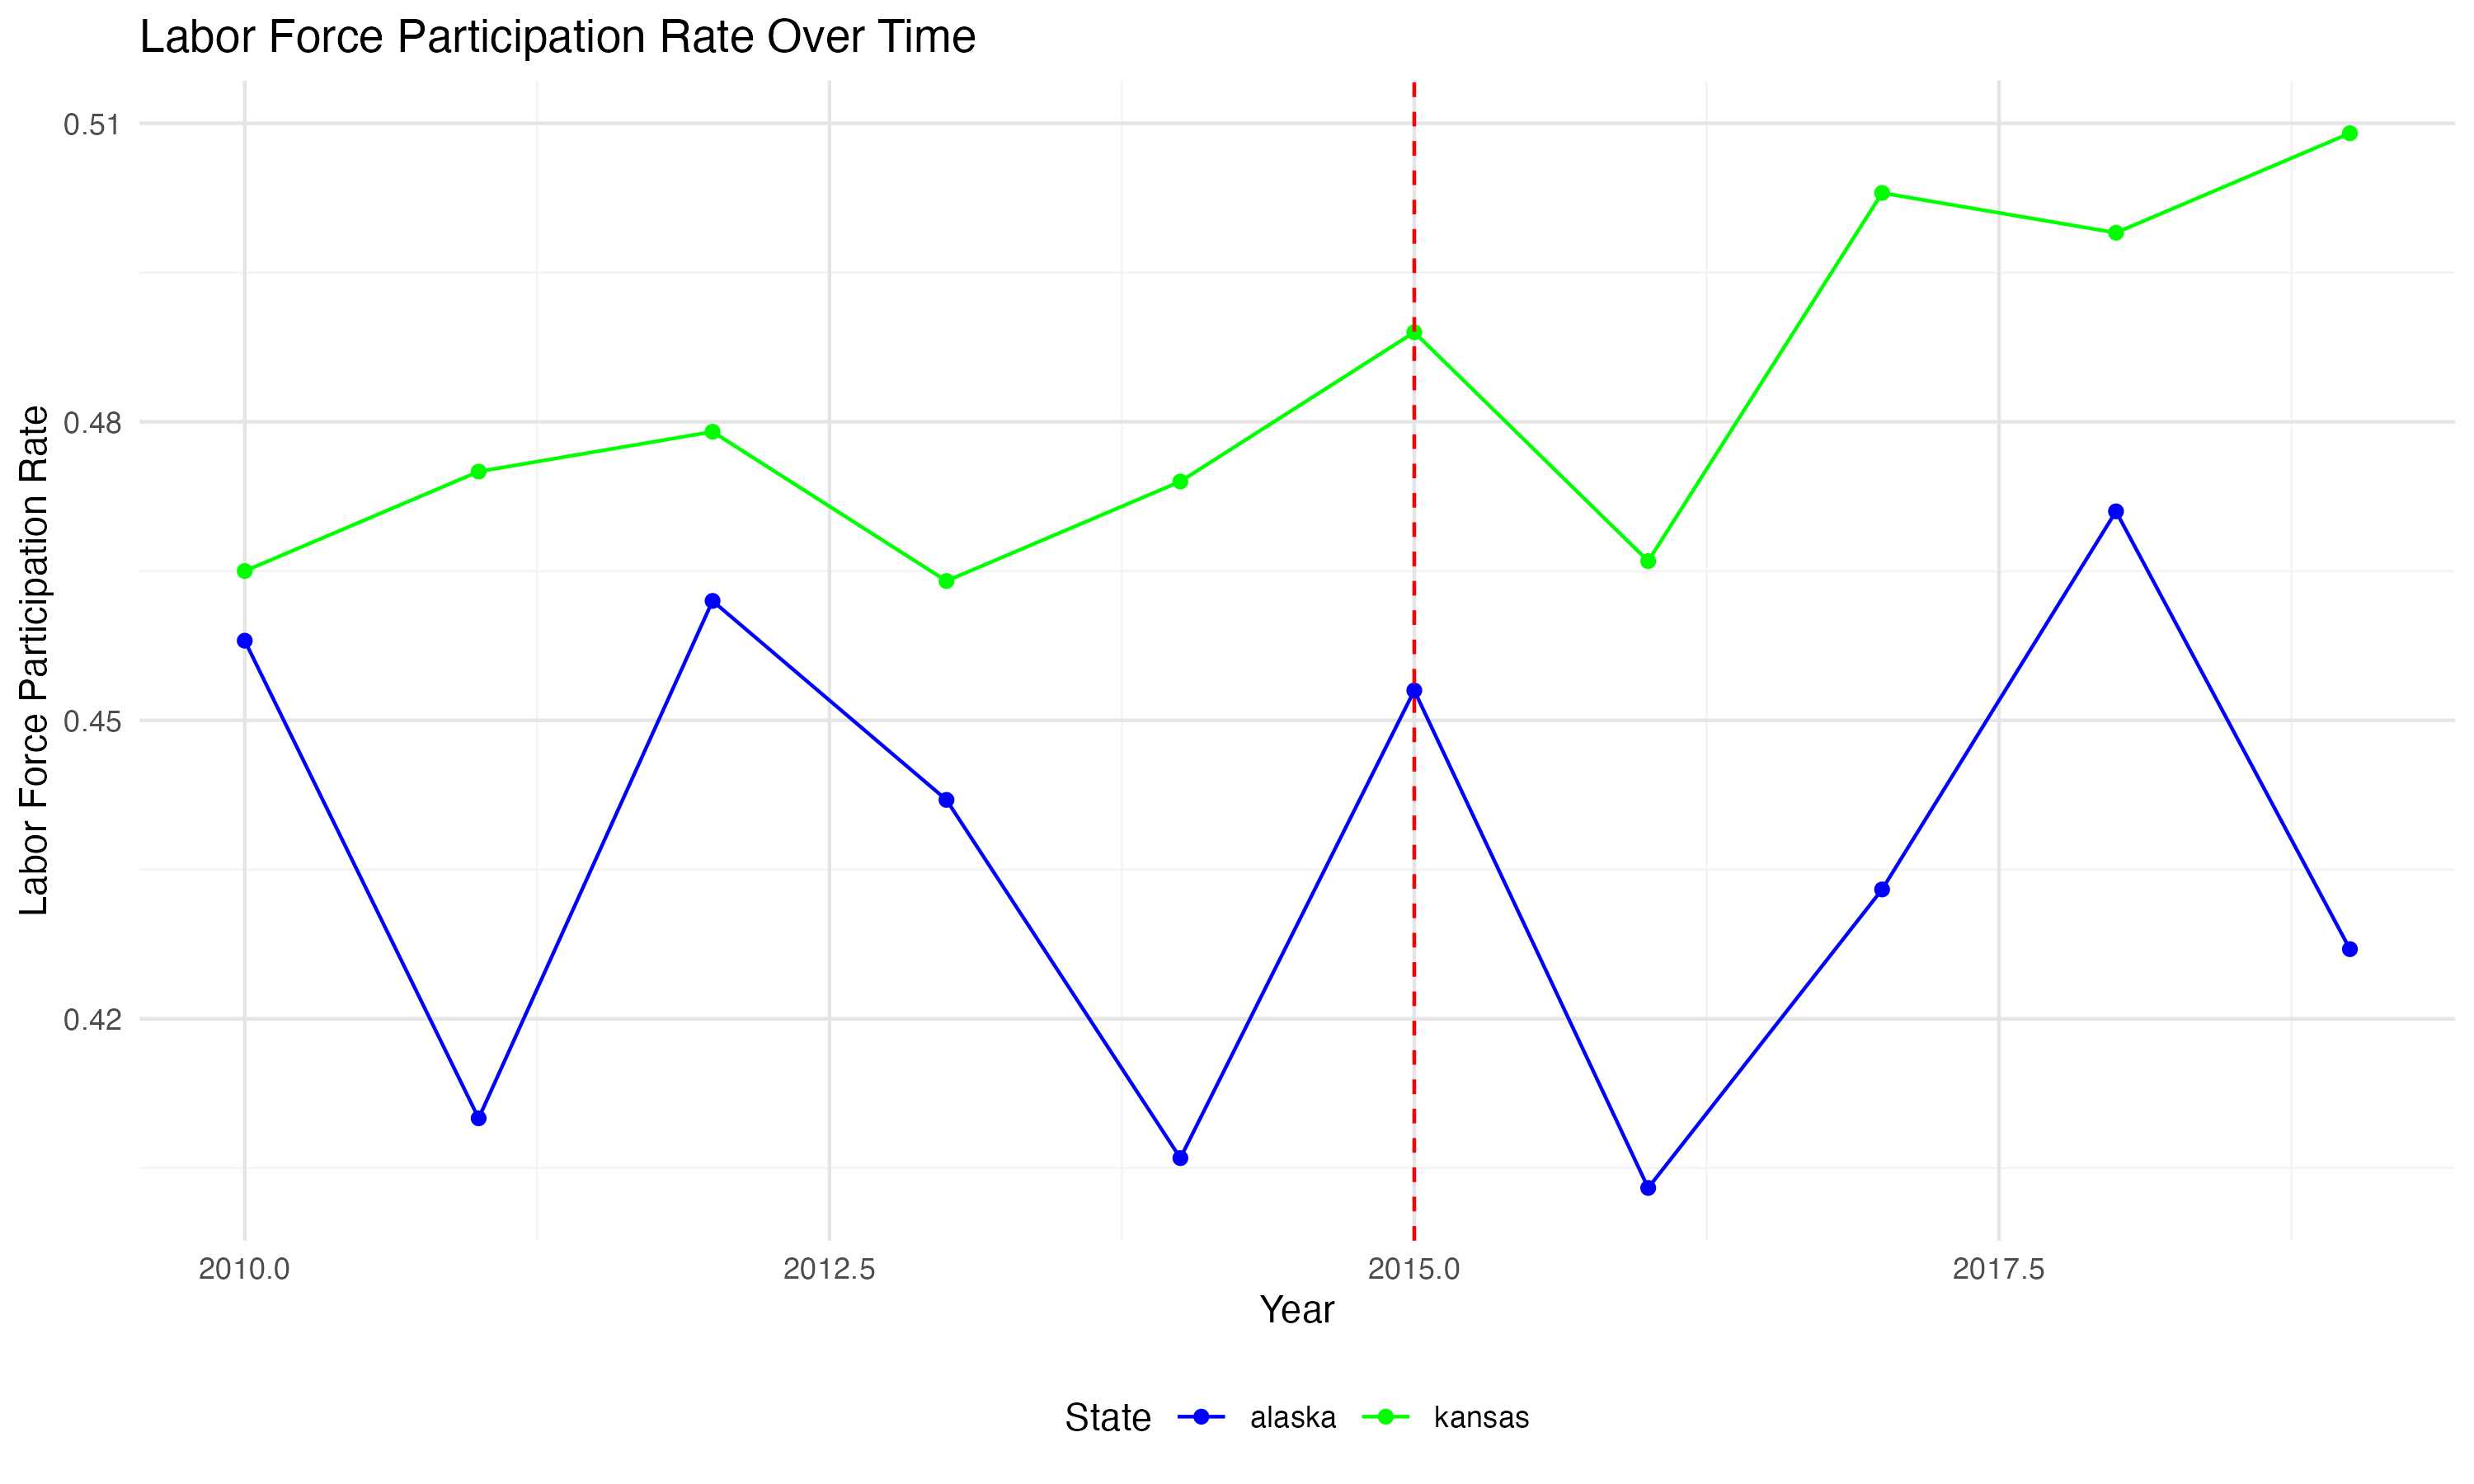 Labor Force Participation Rate Over Time
Labor Force Participation Rate
0.51
0.48
0.45
0.42
2010.0 2012.5 2015.0 2017.5
Year
State alaska kansas